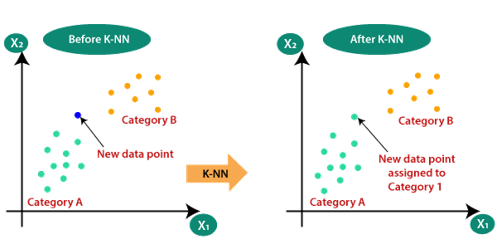 Before K-NN
After K-NN
X₂
X₂
Category B
Category B
New data point
New data point
assigned to
Category 1
K-NN
Category A
Category A
X₁
X₁